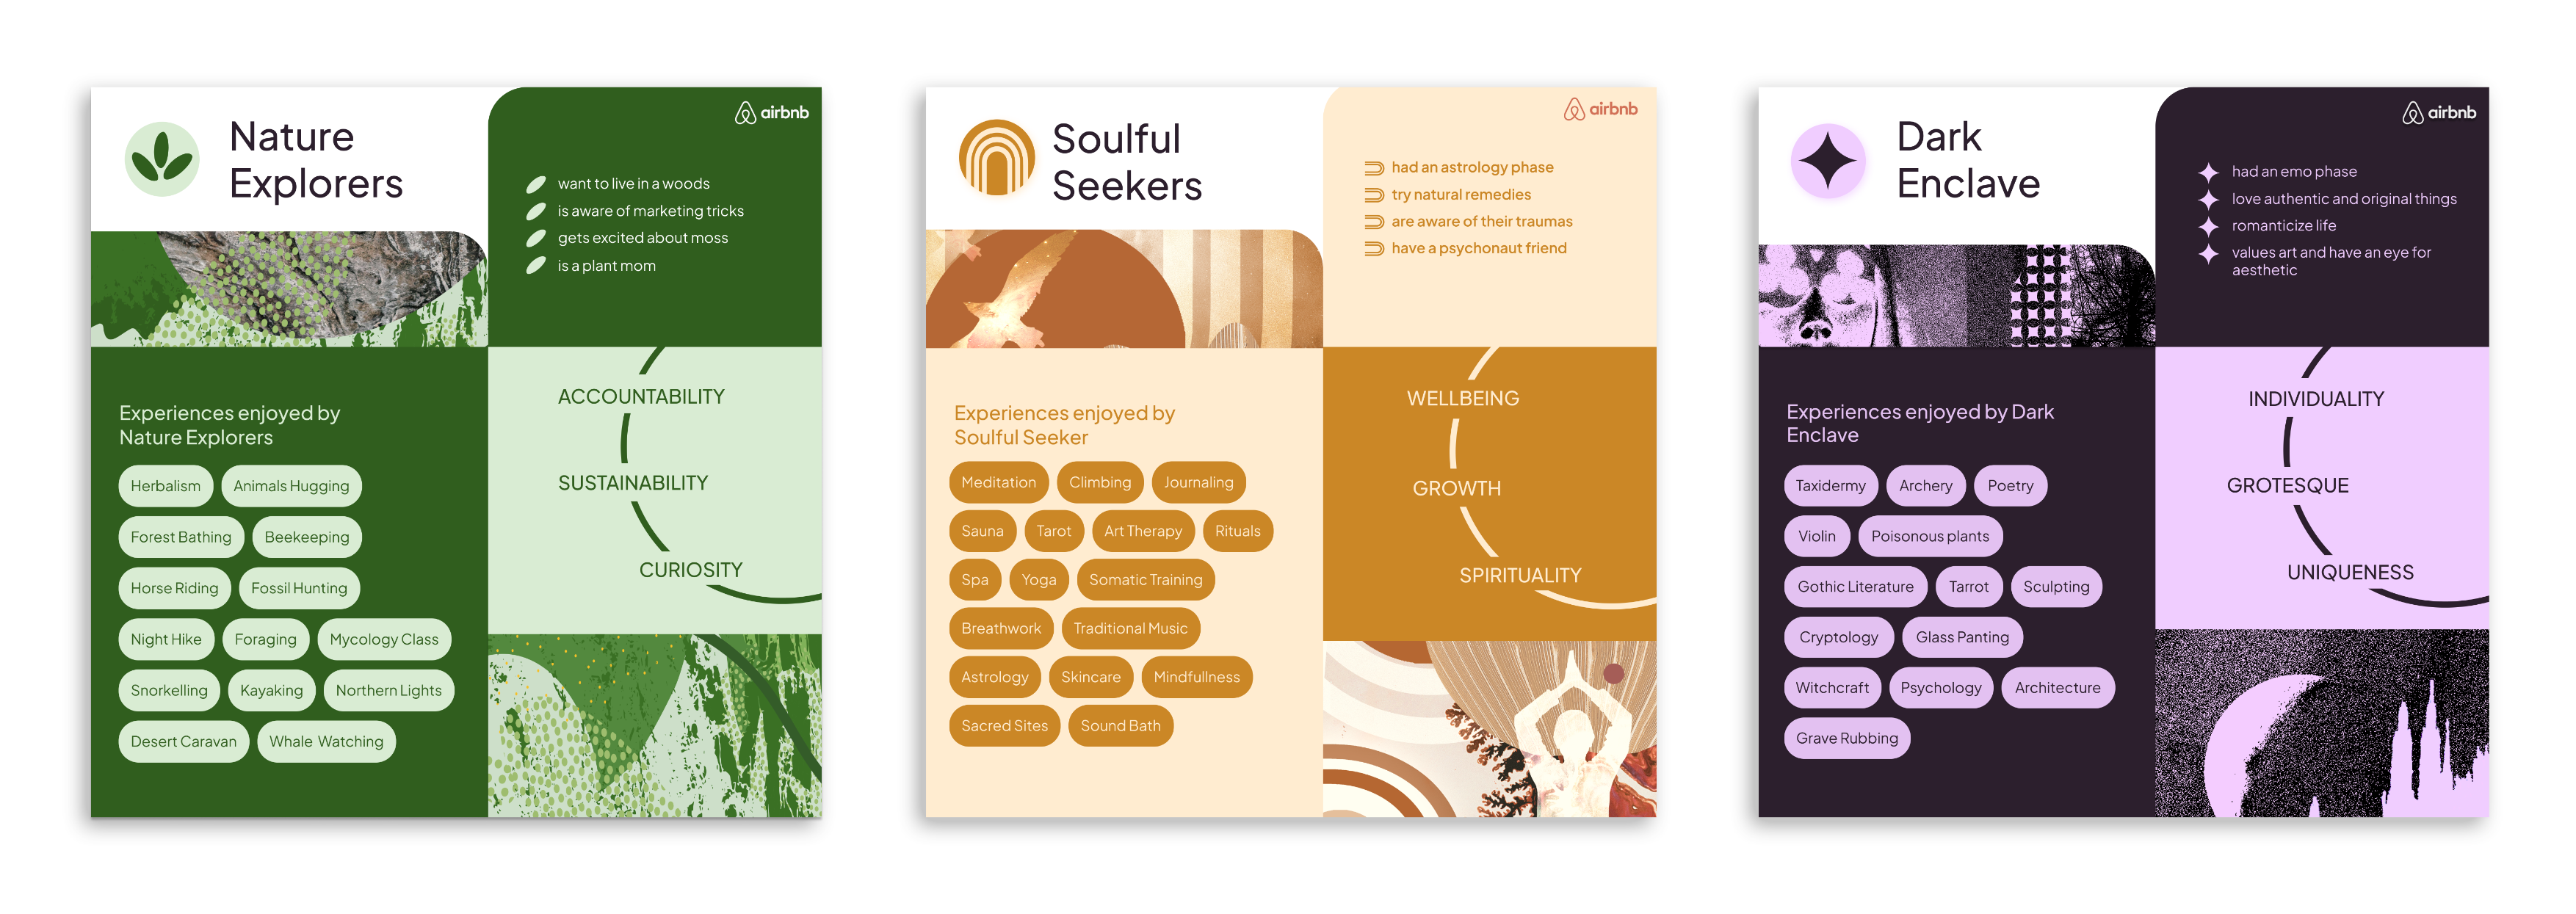 Nature
Explorers
airbnb
want to live in a woods
is aware of marketing tricks
gets excited about moss
is a plant mom
Experiences enjoyed by
Nature Explorers
Herbalism
Animals Hugging
Forest Bathing
Beekeeping
Horse Riding
Fossil Hunting
Night Hike
Foraging
Mycology Class
Snorkelling
Kayaking
Northern Lights
Desert Caravan
Whale Watching
ACCOUNTABILITY
SUSTAINABILITY
CURIOSITY
Soulful
Seekers
airbnb
had an astrology phase
try natural remedies
are aware of their traumas
have a psychonaut friend
Experiences enjoyed by
Soulful Seeker
Meditation
Climbing
Journaling
Sauna
Tarot
Art Therapy
Rituals
Spa
Yoga
Somatic Training
Breathwork
Traditional Music
Astrology
Skincare
Mindfullness
Sacred Sites
Sound Bath
WELLBEING
GROWTH
SPIRITUALITY
Dark
Enclave
airbnb
had an emo phase
love authentic and original things
romanticize life
values art and have an eye for
aesthetic
Experiences enjoyed by Dark
Enclave
Taxidermy
Archery
Poetry
Violin
Poisonous plants
Gothic Literature
Tarrot
Sculpting
Cryptology
Glass Panting
Witchcraft
Psychology
Architecture
Grave Rubbing
INDIVIDUALITY
GROTESQUE
UNIQUENESS